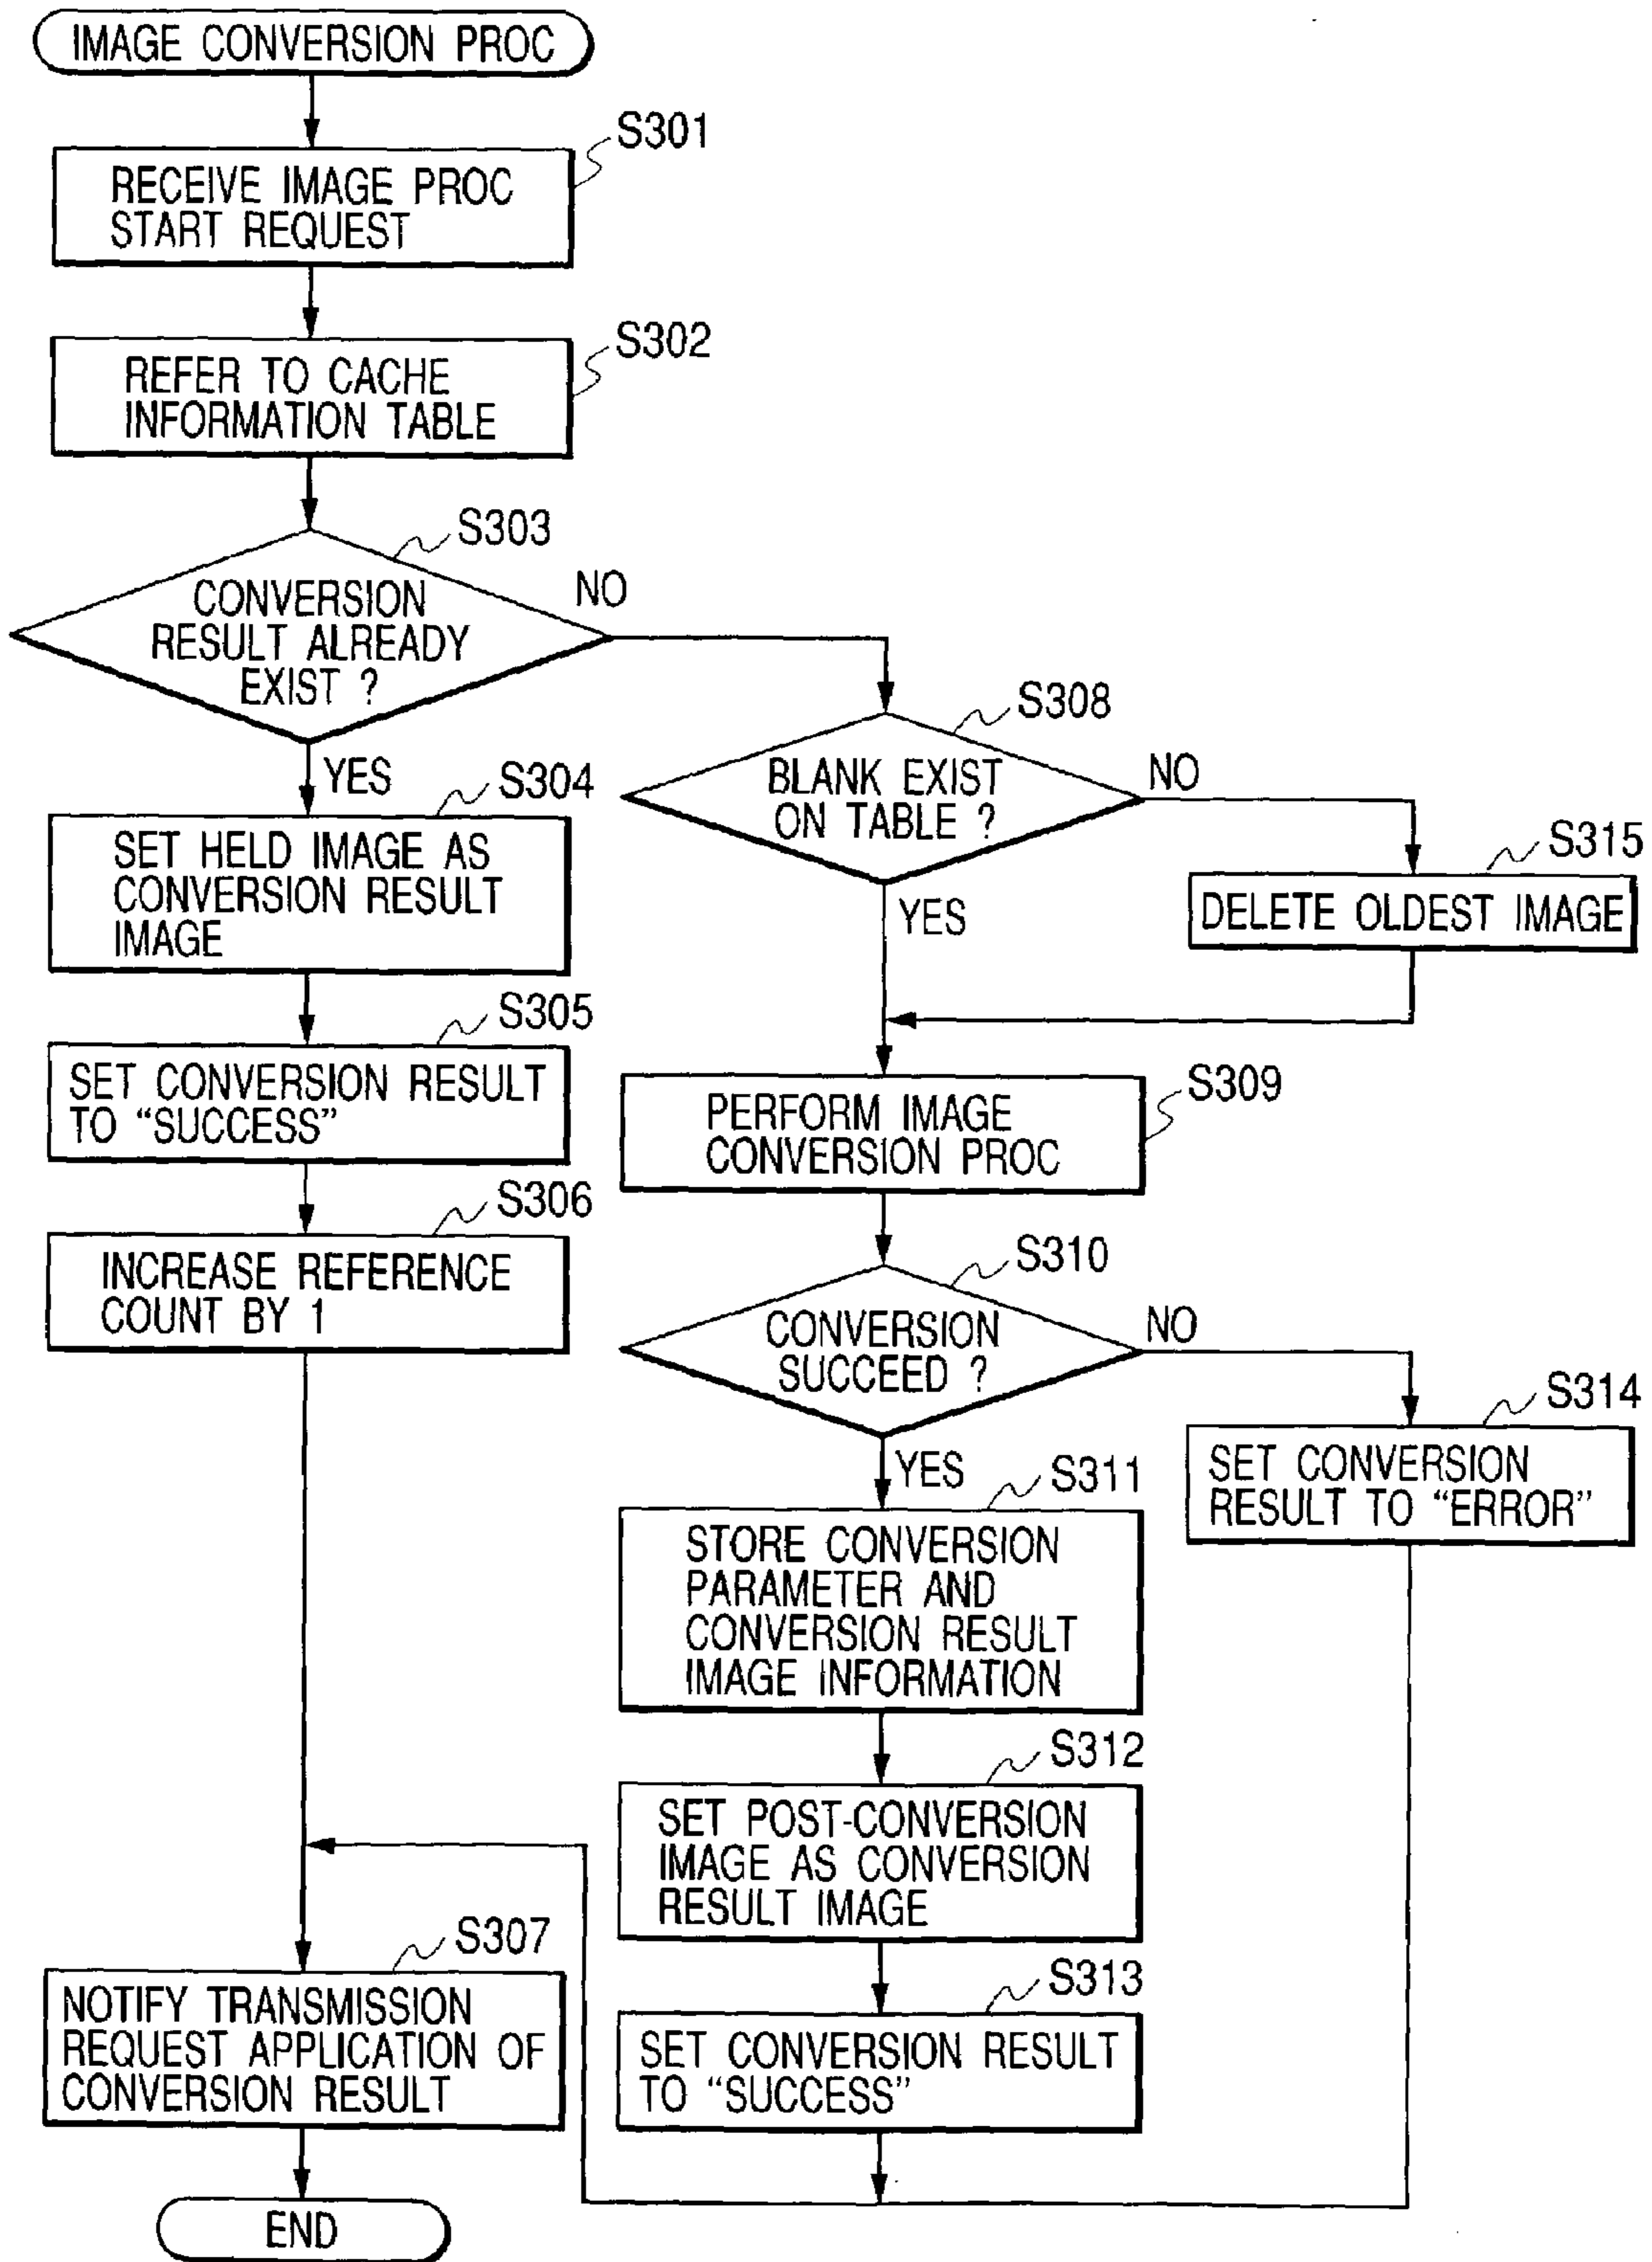 IMAGE CONVERSION PROC
S301
RECEIVE IMAGE PROC
START REQUEST
S302
REFER TO CACHE
INFORMATION TABLE
S303
CONVERSION
RESULT ALREADY
EXIST ?
NO
YES
S304
SET HELD IMAGE AS
CONVERSION RESULT
IMAGE
S305
SET CONVERSION RESULT
TO “SUCCESS”
S306
INCREASE REFERENCE
COUNT BY 1
S307
NOTIFY TRANSMISSION
REQUEST APPLICATION OF
CONVERSION RESULT
END
S308
BLANK EXIST
ON TABLE ?
NO
YES
S315
DELETE OLDEST IMAGE
S309
PERFORM IMAGE
CONVERSION PROC
S310
CONVERSION
SUCCEED ?
NO
YES
S314
SET CONVERSION
RESULT TO “ERROR”
S311
STORE CONVERSION
PARAMETER AND
CONVERSION RESULT
IMAGE INFORMATION
S312
SET POST-CONVERSION
IMAGE AS CONVERSION
RESULT IMAGE
S313
SET CONVERSION RESULT
TO “SUCCESS”